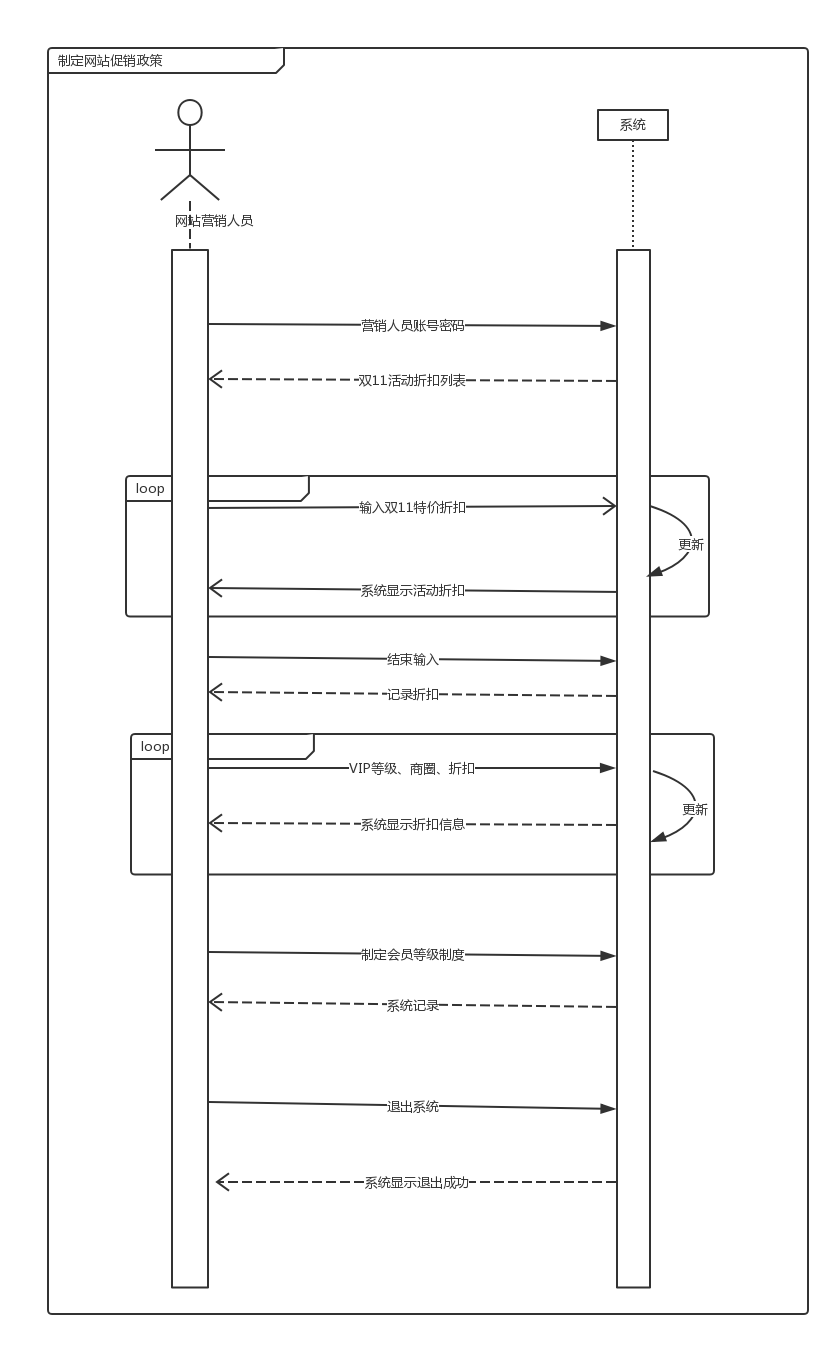 制定网站促销政策
系统
网站营销人员
营销人员账号密码
双11活动折扣列表
loop
输入双11特价折扣
更新
系统显示活动折扣
结束输入
记录折扣
loop
VIP等级、商圈、折扣
更新
系统显示折扣信息
制定会员等级制度
系统记录
退出系统
系统显示退出成功